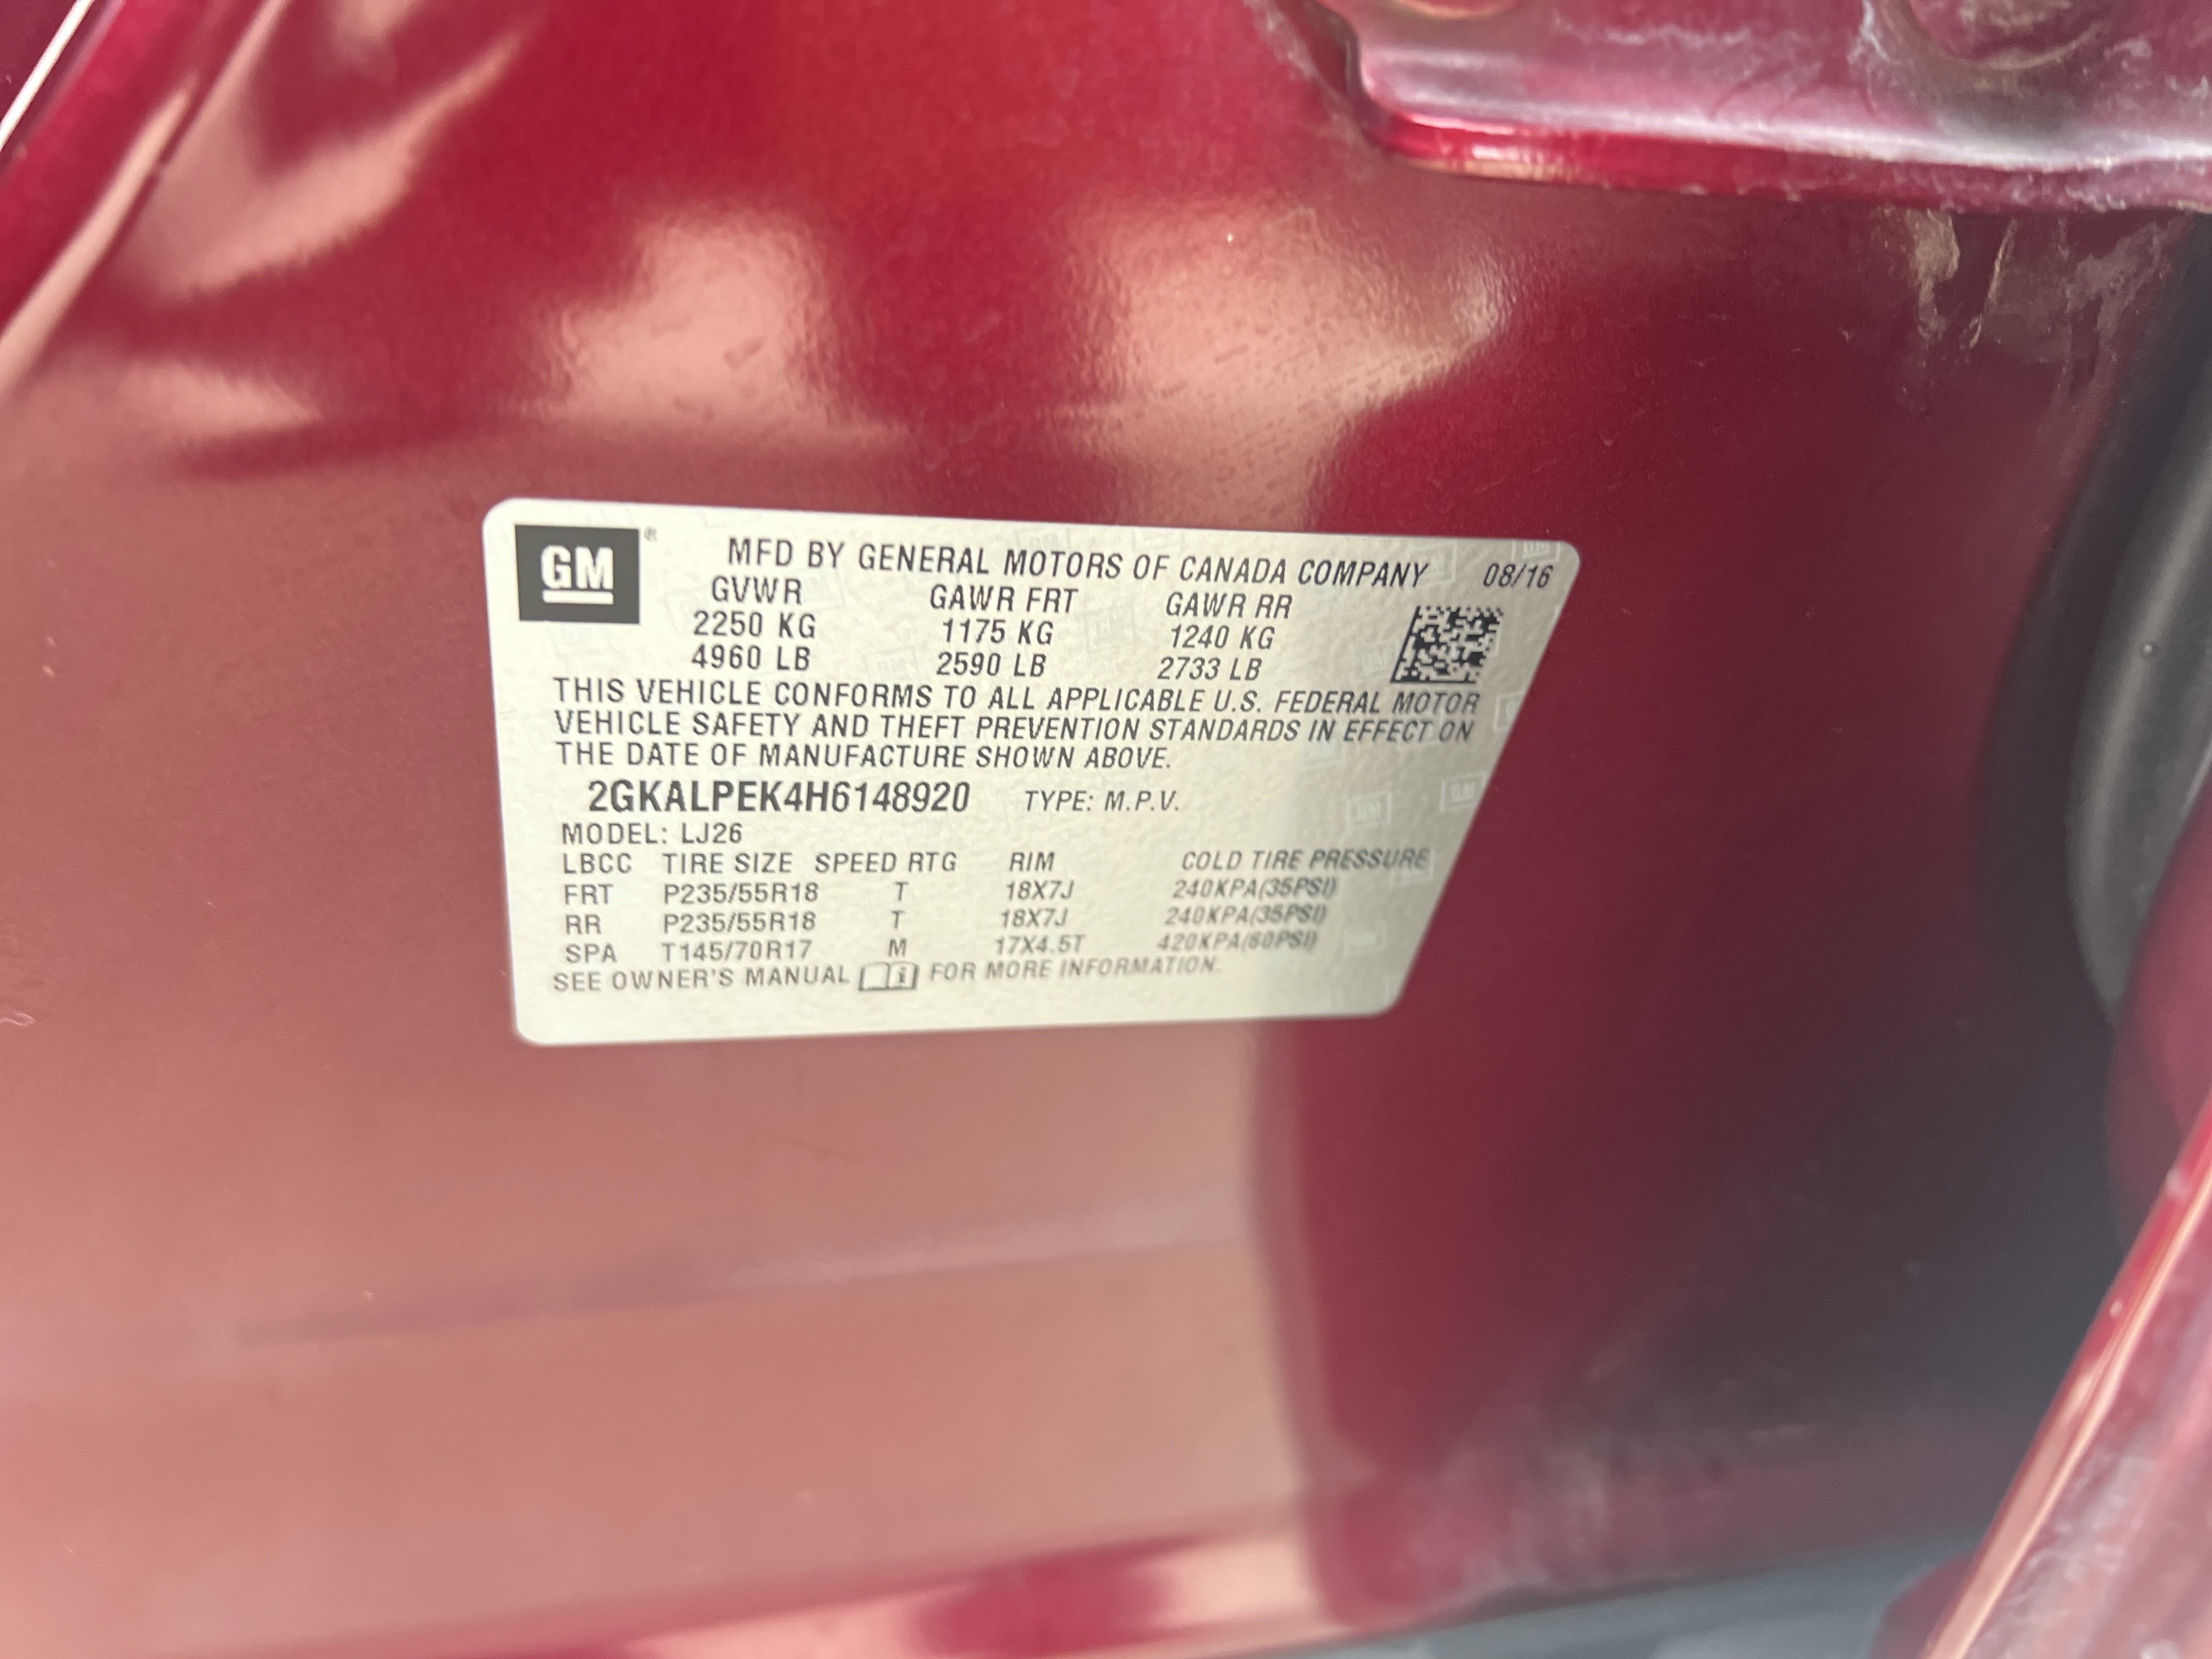 GM®
MFD BY GENERAL MOTORS OF CANADA COMPANY 08/16
GVWR GAWR FRT GAWR RR
2250 KG 1175 KG 1240 KG
4960 LB 2590 LB 2733 LB
THIS VEHICLE CONFORMS TO ALL APPLICABLE U.S. FEDERAL MOTOR
VEHICLE SAFETY AND THEFT PREVENTION STANDARDS IN EFFECT ON
THE DATE OF MANUFACTURE SHOWN ABOVE.
2GKALPEK4H6148920 TYPE: M.P.V.
MODEL: LJ26
LBCC TIRE SIZE SPEED RTG RIM COLD TIRE PRESSURE
FRT P235/55R18 T 18X7J 240KPA(35PSI)
RR P235/55R18 T 18X7J 240KPA(35PSI)
SPA T145/70R17 M 17X4.5T 420KPA(60PSI)
SEE OWNER'S MANUAL FOR MORE INFORMATION.